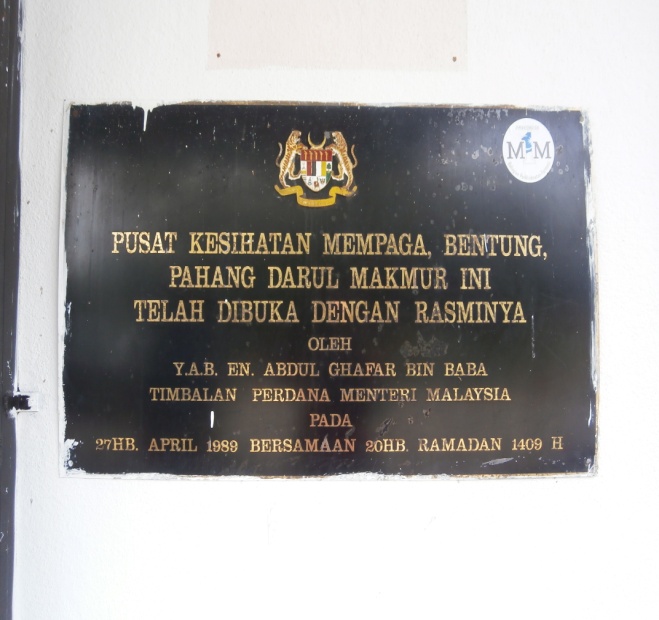 PUSAT KESIHATAN MEMPAGA, BENTUNG,
PAHANG DARUL MAKMUR INI
TELAH DIBUKA DENGAN RASMINYA
OLEH
Y.A.B. EN. ABDUL GHAFAR BIN BABA
TIMBALAN PERDANA MENTERI MALAYSIA
PADA
27HB. APRIL 1989 BERSAMAAN 20HB. RAMADAN 1409 H
MM